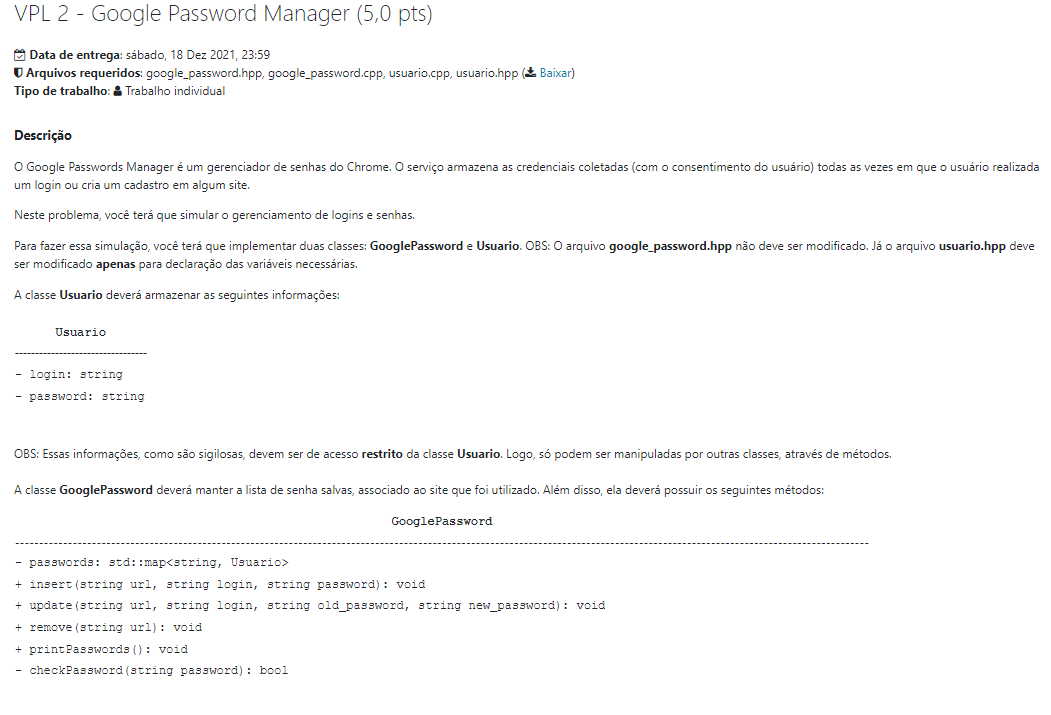 VPL 2 - Google Password Manager (5,0 pts)
Data de entrega: sábado, 18 Dez 2021, 23:59
Arquivos requeridos: google_password.hpp, google_password.cpp, usuario.cpp, usuario.hpp (Baixar)
Tipo de trabalho: Trabalho individual
Descrição
O Google Passwords Manager é um gerenciador de senhas do Chrome. O serviço armazena as credenciais coletadas (com o consentimento do usuário) todas as vezes em que o usuário realizada
um login ou cria um cadastro em algum site.
Neste problema, você terá que simular o gerenciamento de logins e senhas.
Para fazer essa simulação, você terá que implementar duas classes: GooglePassword e Usuario. OBS: O arquivo google_password.hpp não deve ser modificado. Já o arquivo usuario.hpp deve
ser modificado apenas para declaração das variáveis necessárias.
A classe Usuario deverá armazenar as seguintes informações:
Usuario
---------------------------------
- login: string
- password: string
OBS: Essas informações, como são sigilosas, devem ser de acesso restrito da classe Usuario. Logo, só podem ser manipuladas por outras classes, através de métodos.
A classe GooglePassword deverá manter a lista de senha salvas, associado ao site que foi utilizado. Além disso, ela deverá possuir os seguintes métodos:
GooglePassword
------------------------------------------------------------------------------------------------------------------------------------------------------------------
- passwords: std::map<string, Usuario>
+ insert(string url, string login, string password): void
+ update(string url, string login, string old_password, string new_password): void
+ remove(string url): void
+ printPasswords(): void
- checkPassword(string password): bool